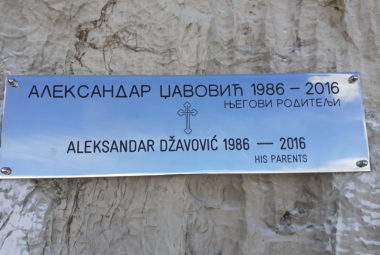 АЛЕКСАНДАР ЏАВОВИЋ 1986 – 2016
ЊЕГОВИ РОДИТЕЉИ
ALEKSANDAR DŽAVOVIĆ 1986 — 2016
HIS PARENTS